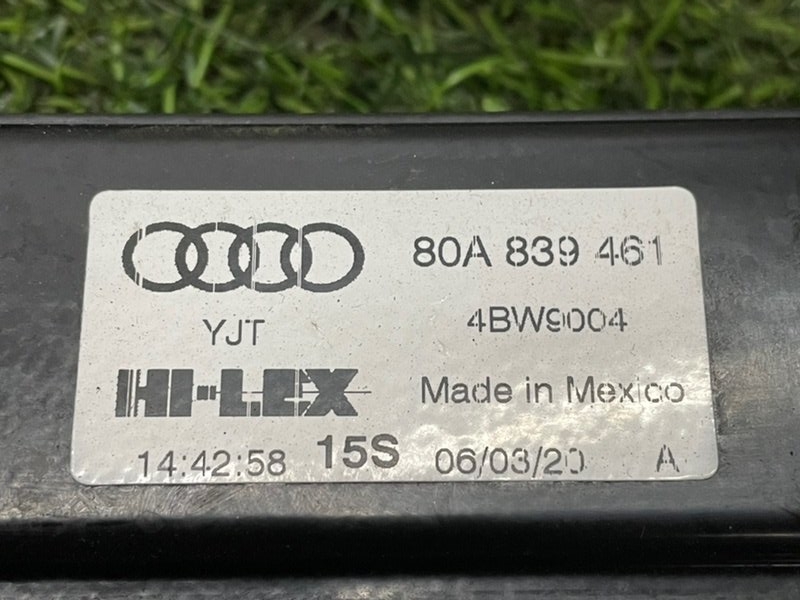 80A 839 461
YJT
4BW9004
HI-LEX
Made in Mexico
14:42:58 15S 06/03/20 A